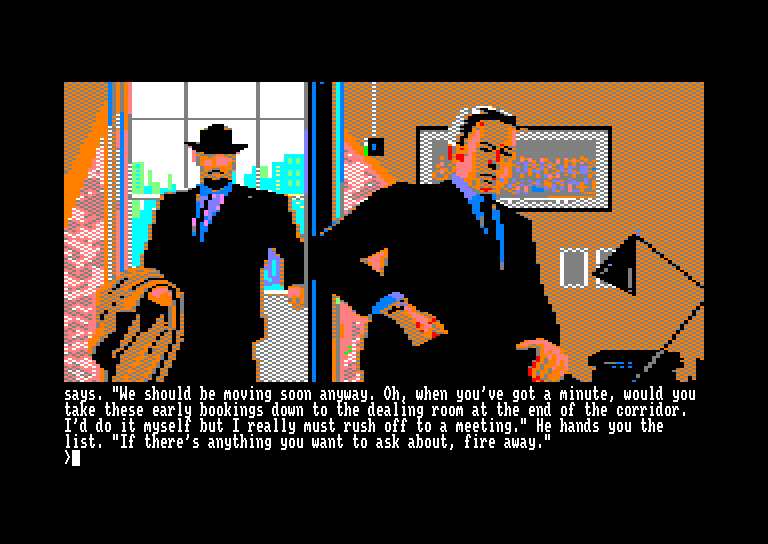 says. "We should be moving soon anyway. Oh, when you've got a minute, would you
take these early bookings down to the dealing room at the end of the corridor.
I'd do it myself but I really must rush off to a meeting." He hands you the
list. "If there's anything you want to ask about, fire away."
>